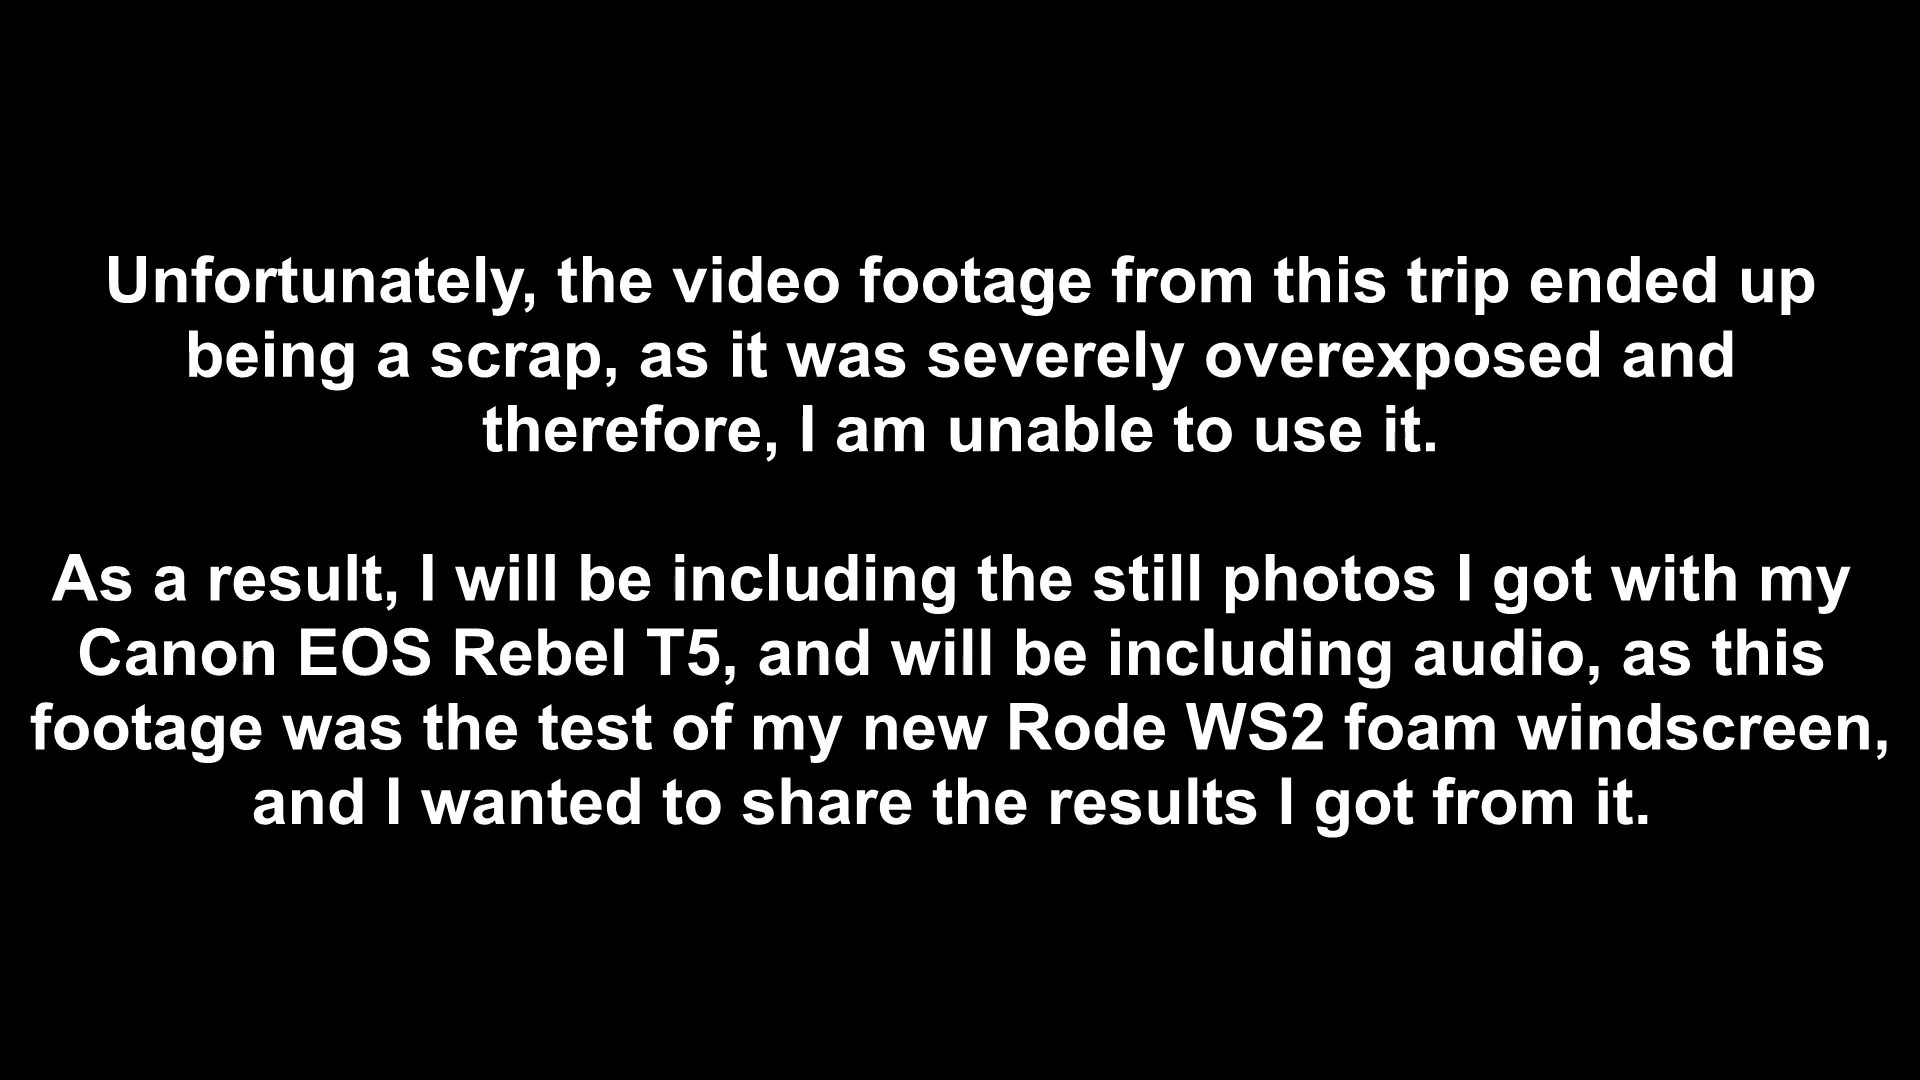 Unfortunately, the video footage from this trip ended up
being a scrap, as it was severely overexposed and
therefore, I am unable to use it.
As a result, I will be including the still photos I got with my
Canon EOS Rebel T5, and will be including audio, as this
footage was the test of my new Rode WS2 foam windscreen,
and I wanted to share the results I got from it.